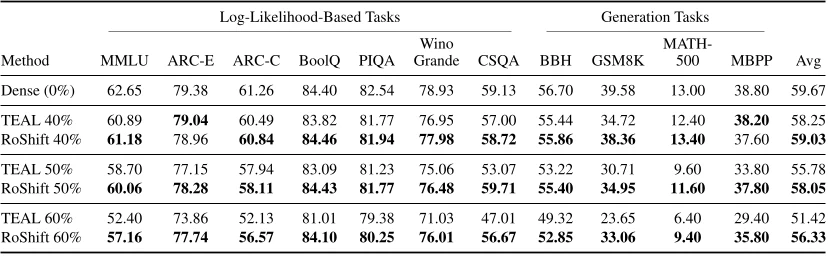 Log-Likelihood-Based Tasks Generation Tasks
Method MMLU ARC-E ARC-C BoolQ PIQA Wino Grande CSQA BBH GSM8K MATH-500 MBPP Avg
Dense (0%) 62.65 79.38 61.26 84.40 82.54 78.93 59.13 56.70 39.58 13.00 38.80 59.67
TEAL 40% 60.89 79.04 60.49 83.82 81.77 76.95 57.00 55.44 34.72 12.40 38.20 58.25
RoShift 40% 61.18 78.96 60.84 84.46 81.94 77.98 58.72 55.86 38.36 13.40 37.60 59.03
TEAL 50% 58.70 77.15 57.94 83.09 81.23 75.06 53.07 53.22 30.71 9.60 33.80 55.78
RoShift 50% 60.06 78.28 58.11 84.43 81.77 76.48 59.71 55.40 34.95 11.60 37.80 58.05
TEAL 60% 52.40 73.86 52.13 81.01 79.38 71.03 47.01 49.32 23.65 6.40 29.40 51.42
RoShift 60% 57.16 77.74 56.57 84.10 80.25 76.01 56.67 52.85 33.06 9.40 35.80 56.33